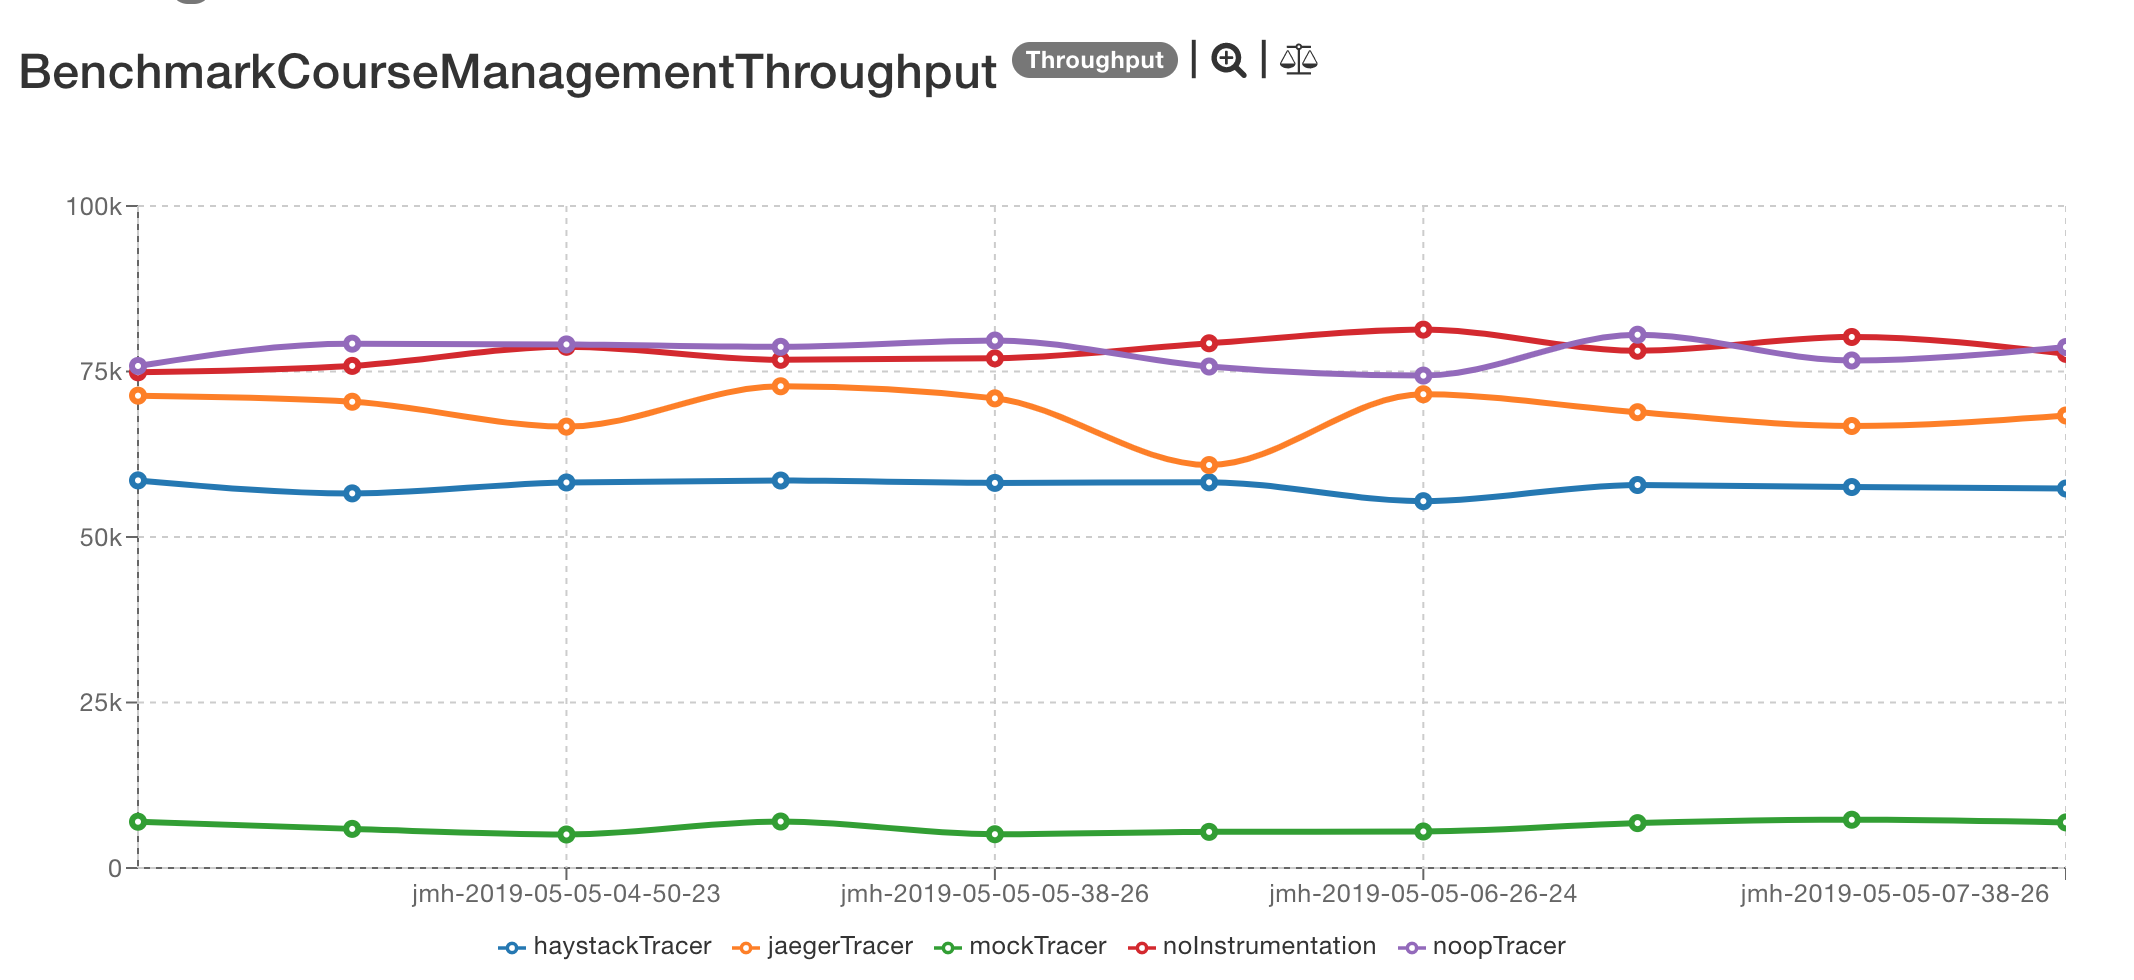 BenchmarkCourseManagementThroughput Throughput
100k
75k
50k
25k
0
jmh-2019-05-05-04-50-23 jmh-2019-05-05-05-38-26 jmh-2019-05-05-06-26-24 jmh-2019-05-05-07-38-26
haystackTracer jaegerTracer mockTracer noInstrumentation noopTracer